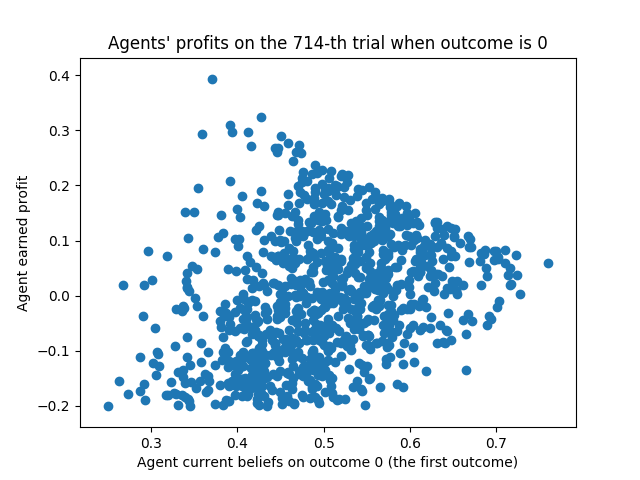 Agents' profits on the 714-th trial when outcome is 0
0.4
0.3
0.2
0.1
0.0
−0.1
−0.2
Agent earned profit
0.3 0.4 0.5 0.6 0.7
Agent current beliefs on outcome 0 (the first outcome)